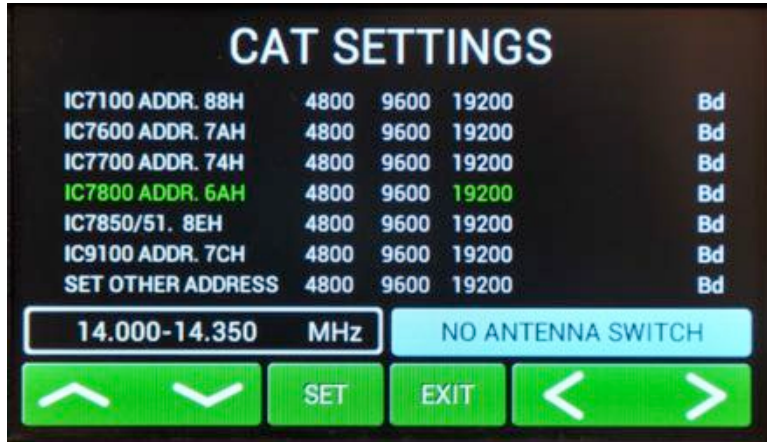 CAT SETTINGS
IC7100 ADDR. 88H 4800 9600 19200 Bd
IC7600 ADDR. 7AH 4800 9600 19200 Bd
IC7700 ADDR. 74H 4800 9600 19200 Bd
IC7800 ADDR. 6AH 4800 9600 19200 Bd
IC7850/51. 8EH 4800 9600 19200 Bd
IC9100 ADDR. 7CH 4800 9600 19200 Bd
SET OTHER ADDRESS 4800 9600 19200 Bd
14.000-14.350 MHz NO ANTENNA SWITCH
SET EXIT